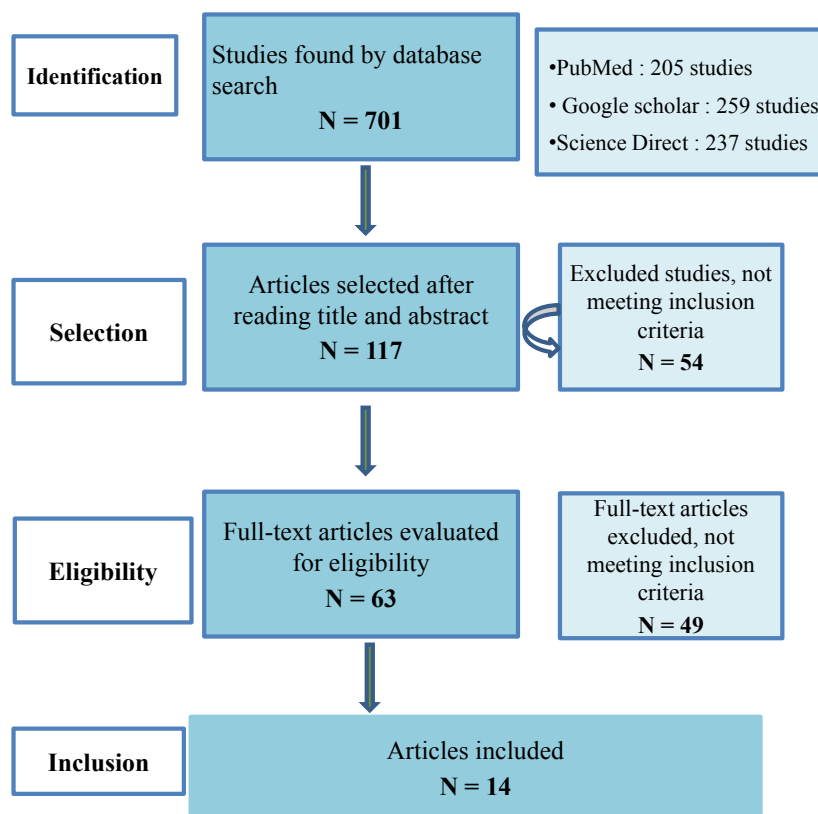 Identification
Studies found by database
search
N = 701
•PubMed : 205 studies
• Google scholar : 259 studies
•Science Direct : 237 studies
Selection
Articles selected after
reading title and abstract
N = 117
Excluded studies, not
meeting inclusion
criteria
N = 54
Eligibility
Full-text articles evaluated
for eligibility
N = 63
Full-text articles
excluded, not
meeting inclusion
criteria
N = 49
Inclusion
Articles included
N = 14